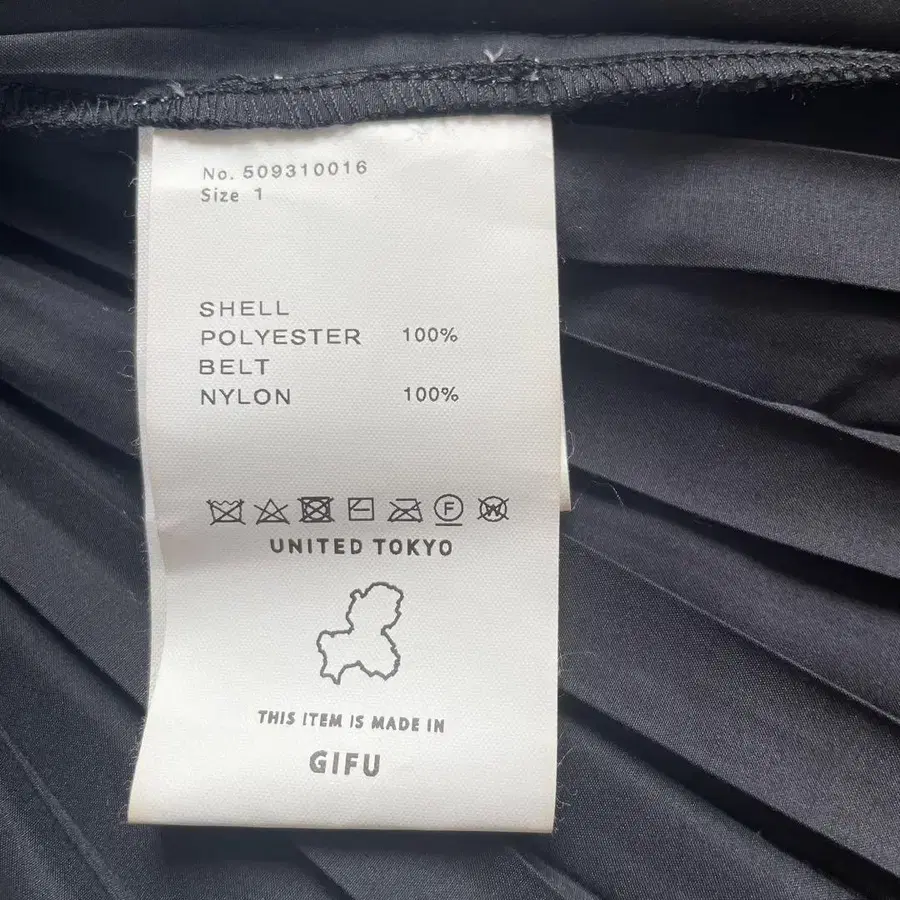 No. 509310016
Size 1
SHELL
POLYESTER 100%
BELT
NYLON 100%
F W
UNITED TOKYO
THIS ITEM IS MADE IN
GIFU